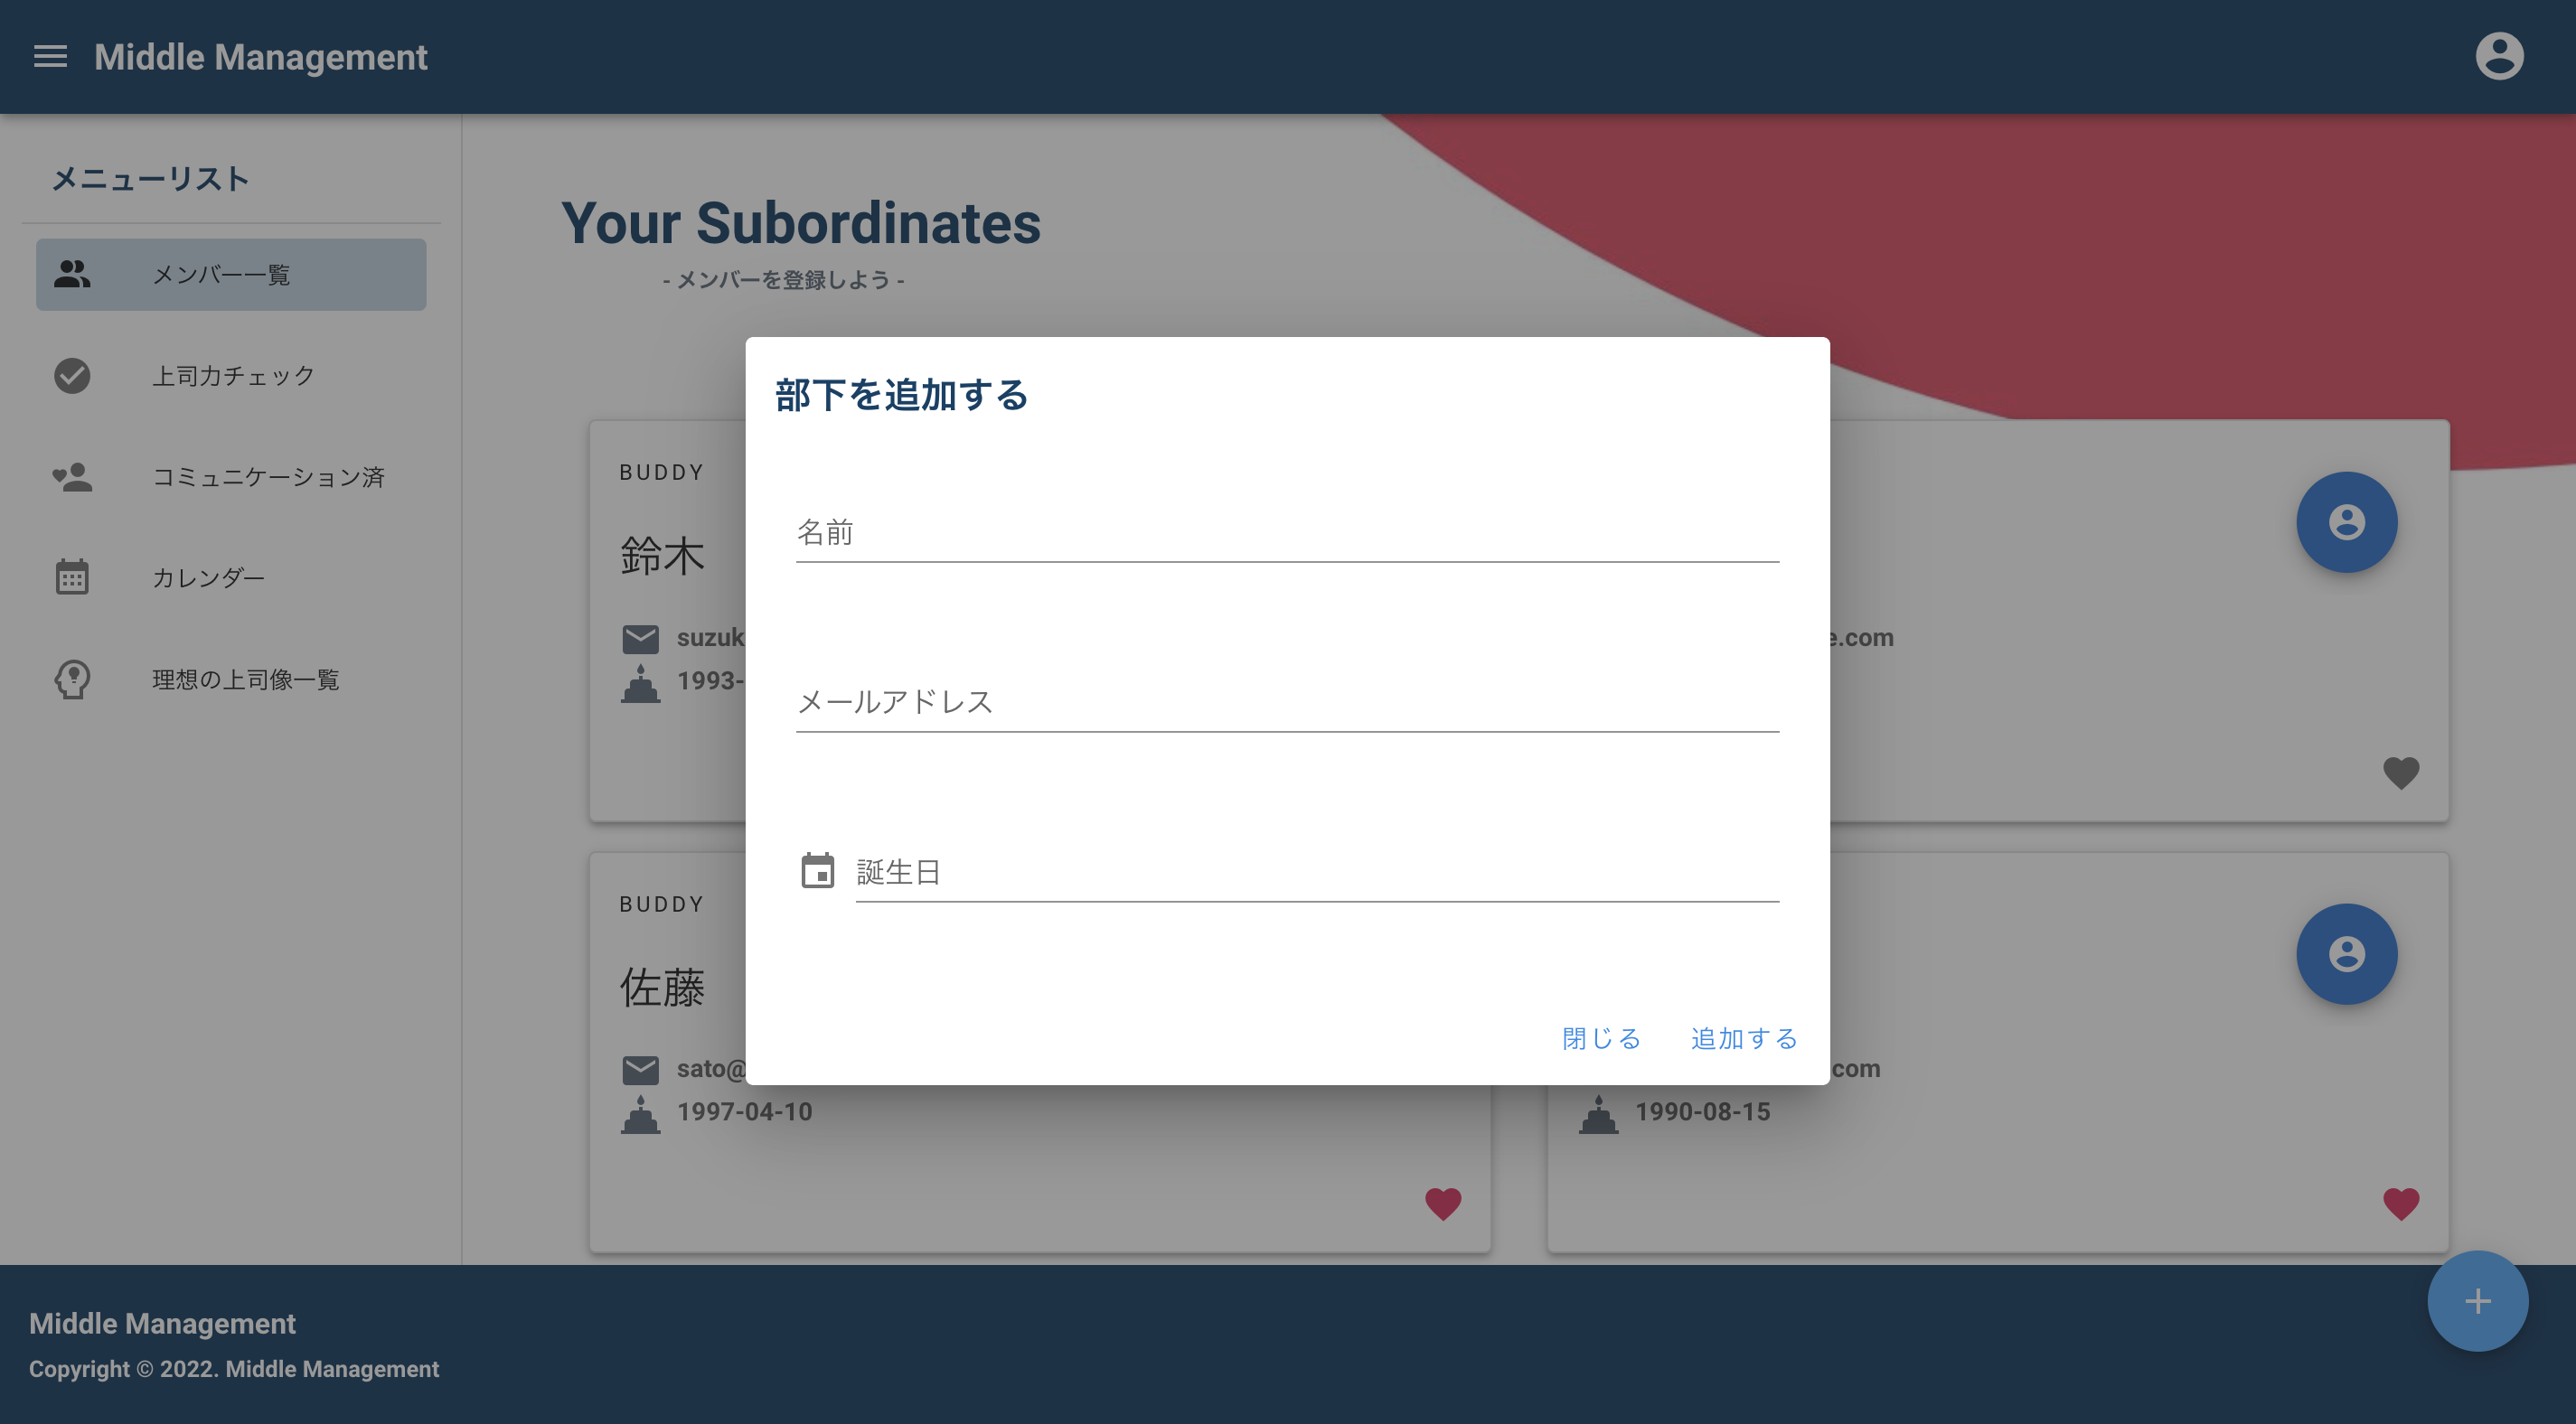 Middle Management
メニューリスト
メンバー一覧
上司力チェック
コミュニケーション済
カレンダー
理想の上司像一覧
Your Subordinates
- メンバーを登録しよう -
BUDDY
鈴木
suzuk
1993-
e.com
部下を追加する
名前
メールアドレス
誕生日
閉じる 追加する
BUDDY
佐藤
sato@
1997-04-10
com
1990-08-15
Middle Management
Copyright © 2022. Middle Management